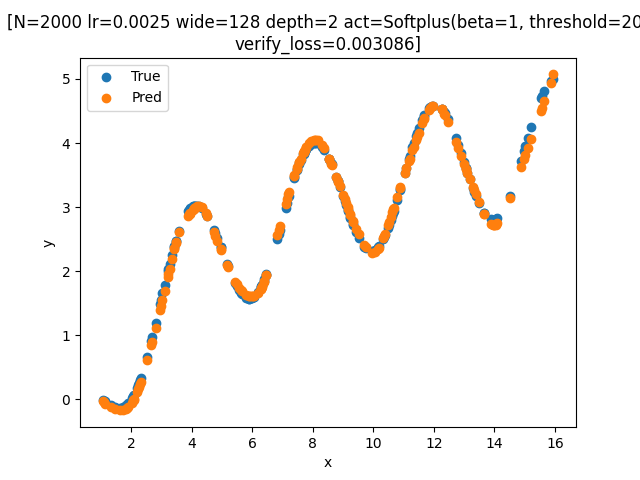 [N=2000 lr=0.0025 wide=128 depth=2 act=Softplus(beta=1, threshold=20
verify_loss=0.003086]
True
Pred
5
4
3
2
1
0
y
2
4
6
8
10
12
14
16
x